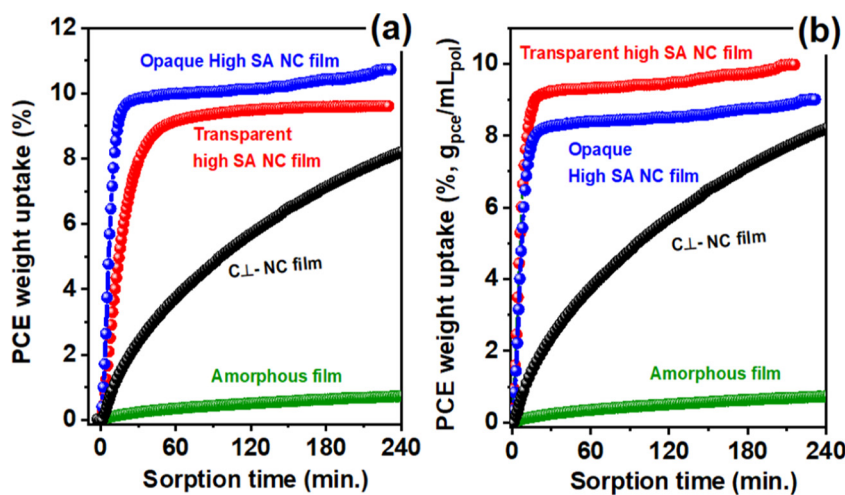 (a)
PCE weight uptake (%)
12
10
8
6
4
2
0
Opaque High SA NC film
Transparent
high SA NC film
C⊥- NC film
Amorphous film
0 60 120 180 240
Sorption time (min.)
(b)
PCE weight uptake (%, gpce/mLpol)
10
8
6
4
2
0
Transparent high SA NC film
Opaque
High SA NC film
C⊥- NC film
Amorphous film
0 60 120 180 240
Sorption time (min.)